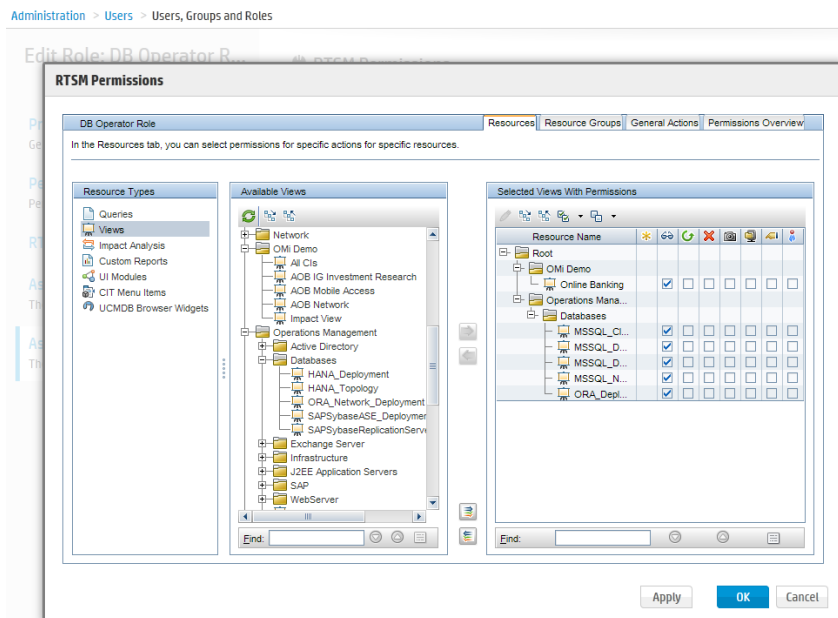 Administration > Users > Users, Groups and Roles
Edit Role: DB Operator R...
RTSM Permissions
DB Operator Role
Resources
Resource Groups
General Actions
Permissions Overview
In the Resources tab, you can select permissions for specific actions for specific resources.
Resource Types
Queries
Views
Impact Analysis
Custom Reports
UI Modules
CIT Menu Items
UCMDB Browser Widgets
Available Views
Network
OMi Demo
All CIs
AOB IG Investment Research
AOB Mobile Access
AOB Network
Impact View
Operations Management
Active Directory
Databases
HANA_Deployment
HANA_Topology
ORA_Network_Deployment
SAPSybaseASE_Deploymer
SAPSybaseReplicationServe
Exchange Server
Infrastructure
J2EE Application Servers
SAP
WebServer
Find:
Selected Views With Permissions
Resource Name
Root
OMi Demo
Online Banking
Operations Mana...
Databases
MSSQL_Cl...
MSSQL_D...
MSSQL_D...
MSSQL_N...
ORA_Depl...
Find:
Apply
OK
Cancel